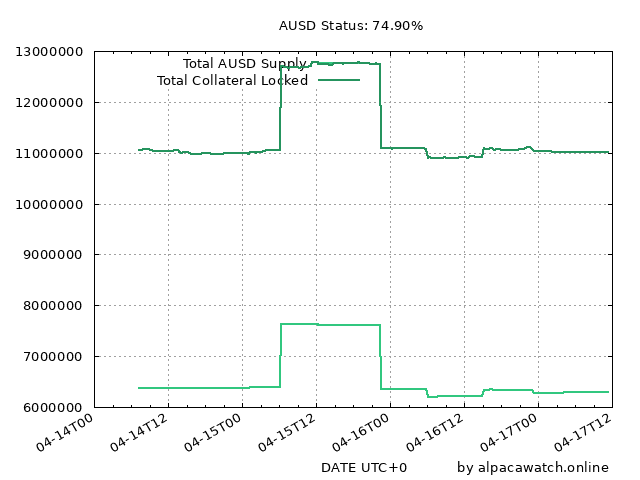 AUSD Status: 74.90%
13000000
12000000
11000000
10000000
9000000
8000000
7000000
6000000
Total AUSD Supply
Total Collateral Locked
04-14T00
04-14T12
04-15T00
04-15T12
04-16T00
04-16T12
04-17T00
04-17T12
DATE UTC+0
by alpacawatch.online